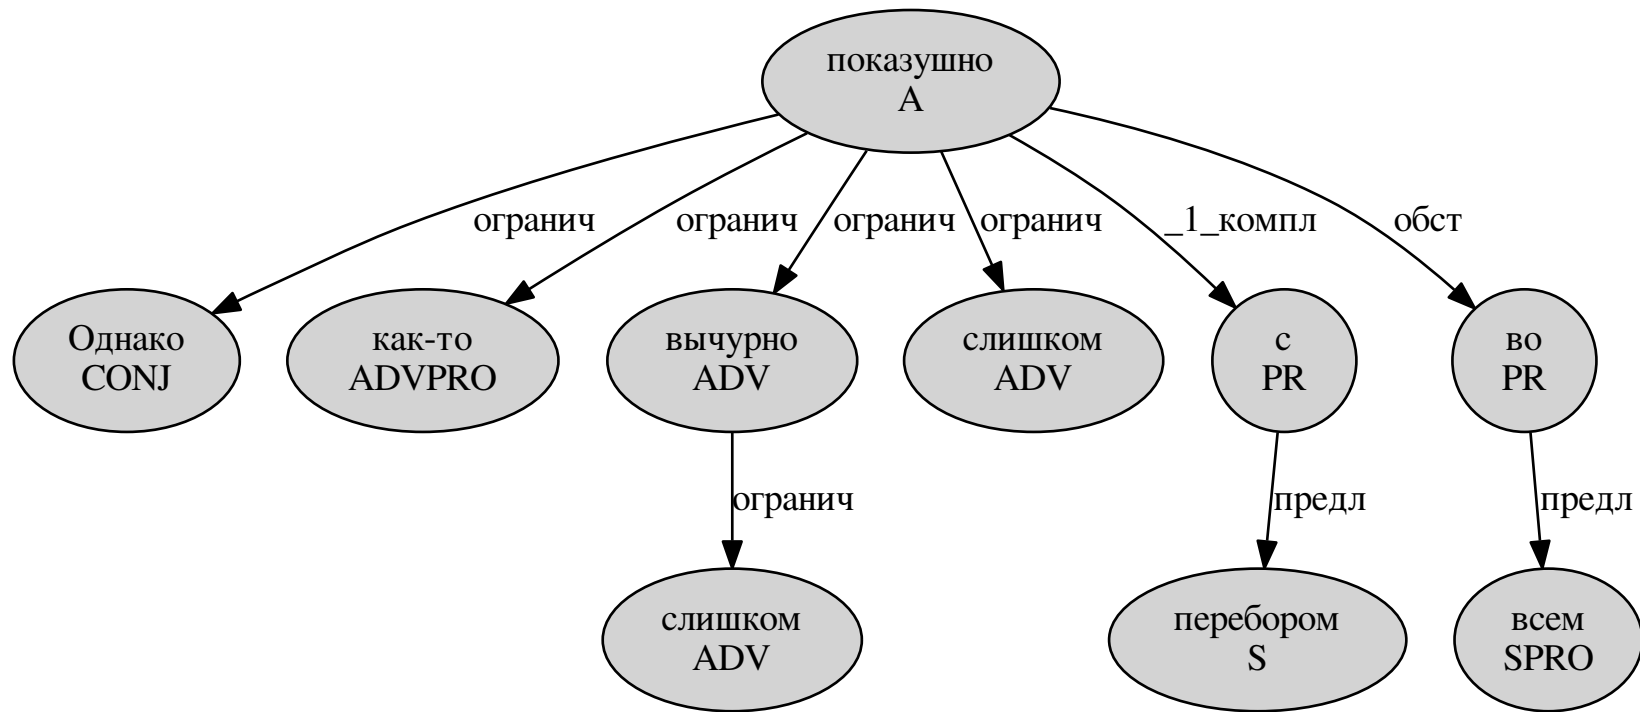 показушно
A
огранич
огранич
огранич
огранич
_1_компл
обст
Однако
CONJ
как-то
ADVPRO
вычурно
ADV
слишком
ADV
с
PR
во
PR
огранич
предл
предл
слишком
ADV
перебором
S
всем
SPRO